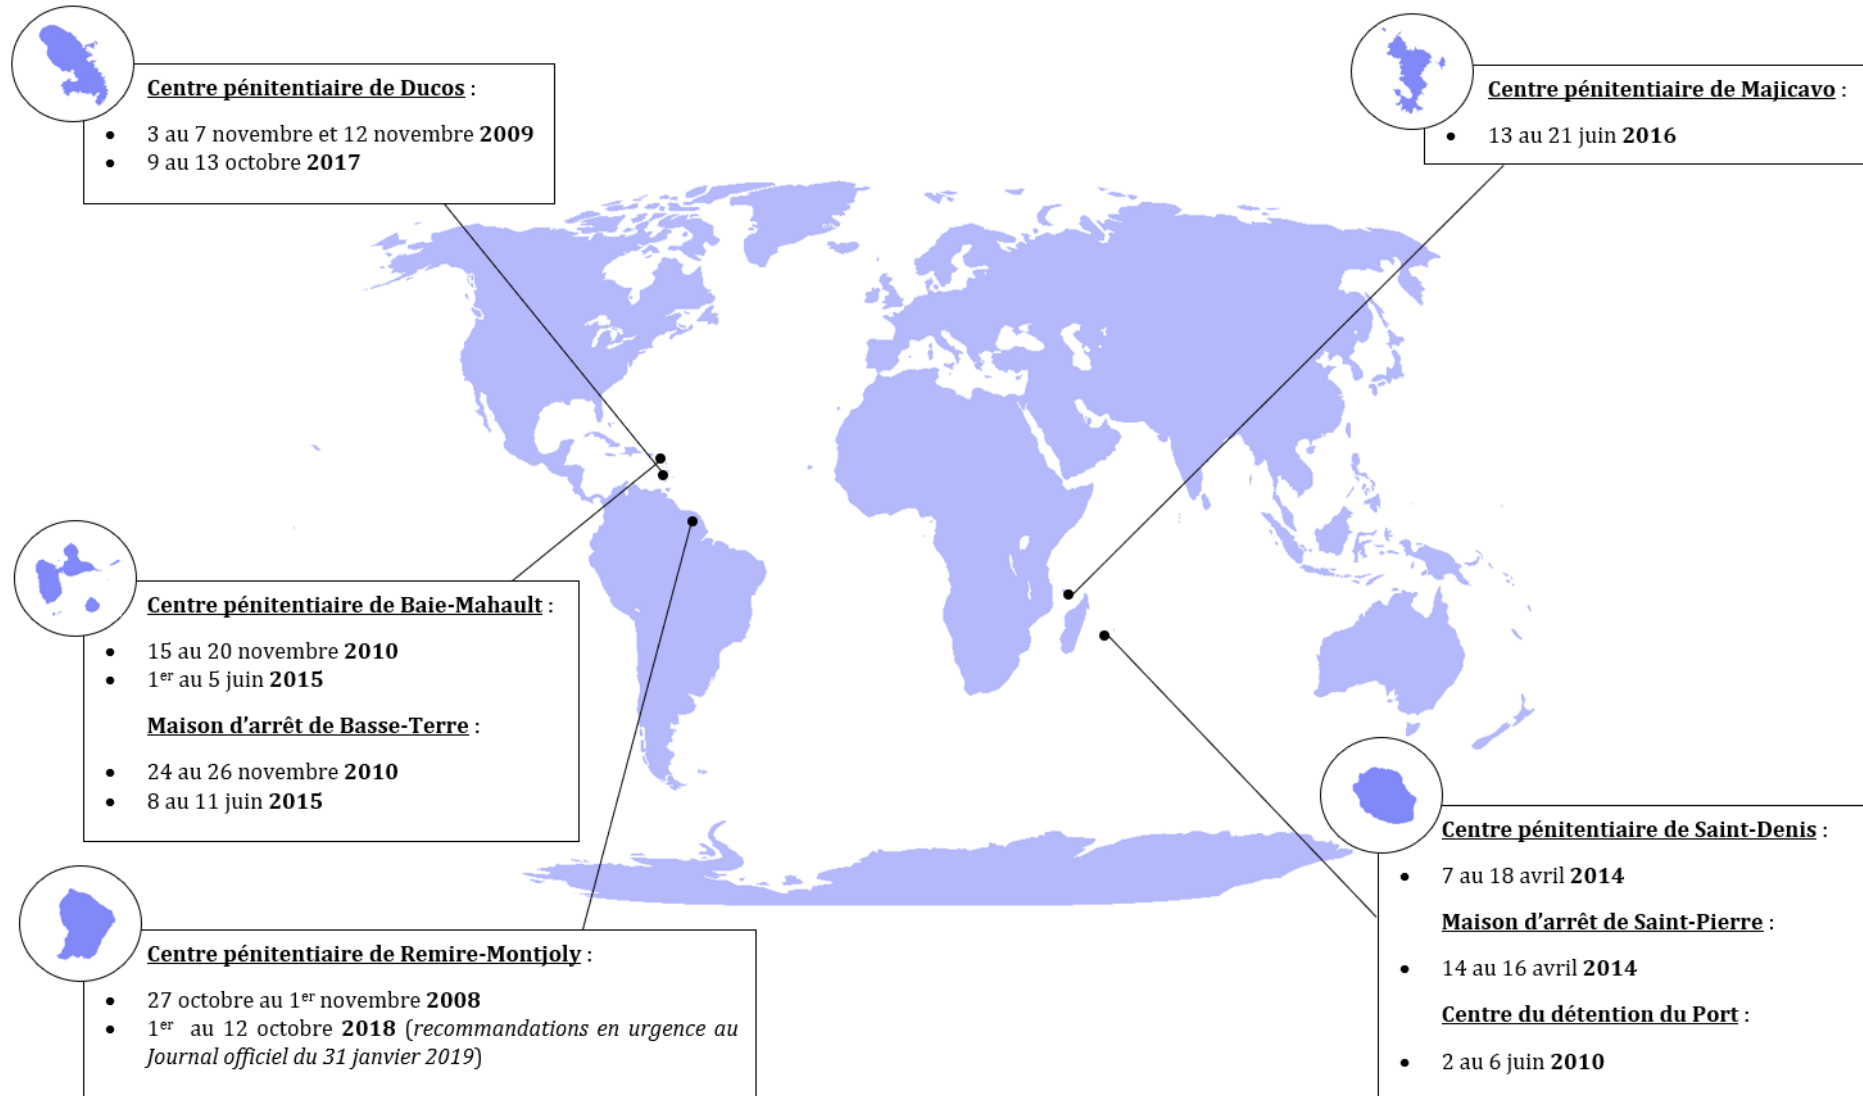 Centre pénitentiaire de Ducos :
• 3 au 7 novembre et 12 novembre 2009
• 9 au 13 octobre 2017
Centre pénitentiaire de Majicavo :
• 13 au 21 juin 2016
Centre pénitentiaire de Baie-Mahault :
• 15 au 20 novembre 2010
• 1er au 5 juin 2015
Maison d'arrêt de Basse-Terre :
• 24 au 26 novembre 2010
• 8 au 11 juin 2015
Centre pénitentiaire de Remire-Montjoly :
• 27 octobre au 1er novembre 2008
• 1er au 12 octobre 2018 (recommandations en urgence au
Journal officiel du 31 janvier 2019)
Centre pénitentiaire de Saint-Denis :
• 7 au 18 avril 2014
Maison d'arrêt de Saint-Pierre :
• 14 au 16 avril 2014
Centre du détention du Port :
• 2 au 6 juin 2010